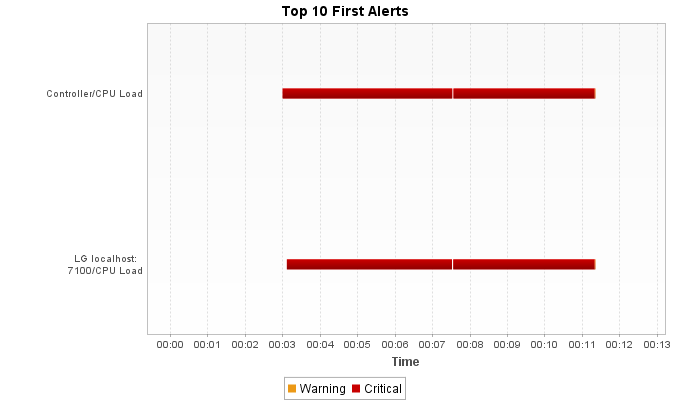 Top 10 First Alerts
Controller/CPU Load
LG localhost:
7100/CPU Load
00:00 00:01 00:02 00:03 00:04 00:05 00:06 00:07 00:08 00:09 00:10 00:11 00:12 00:13
Time
Warning Critical